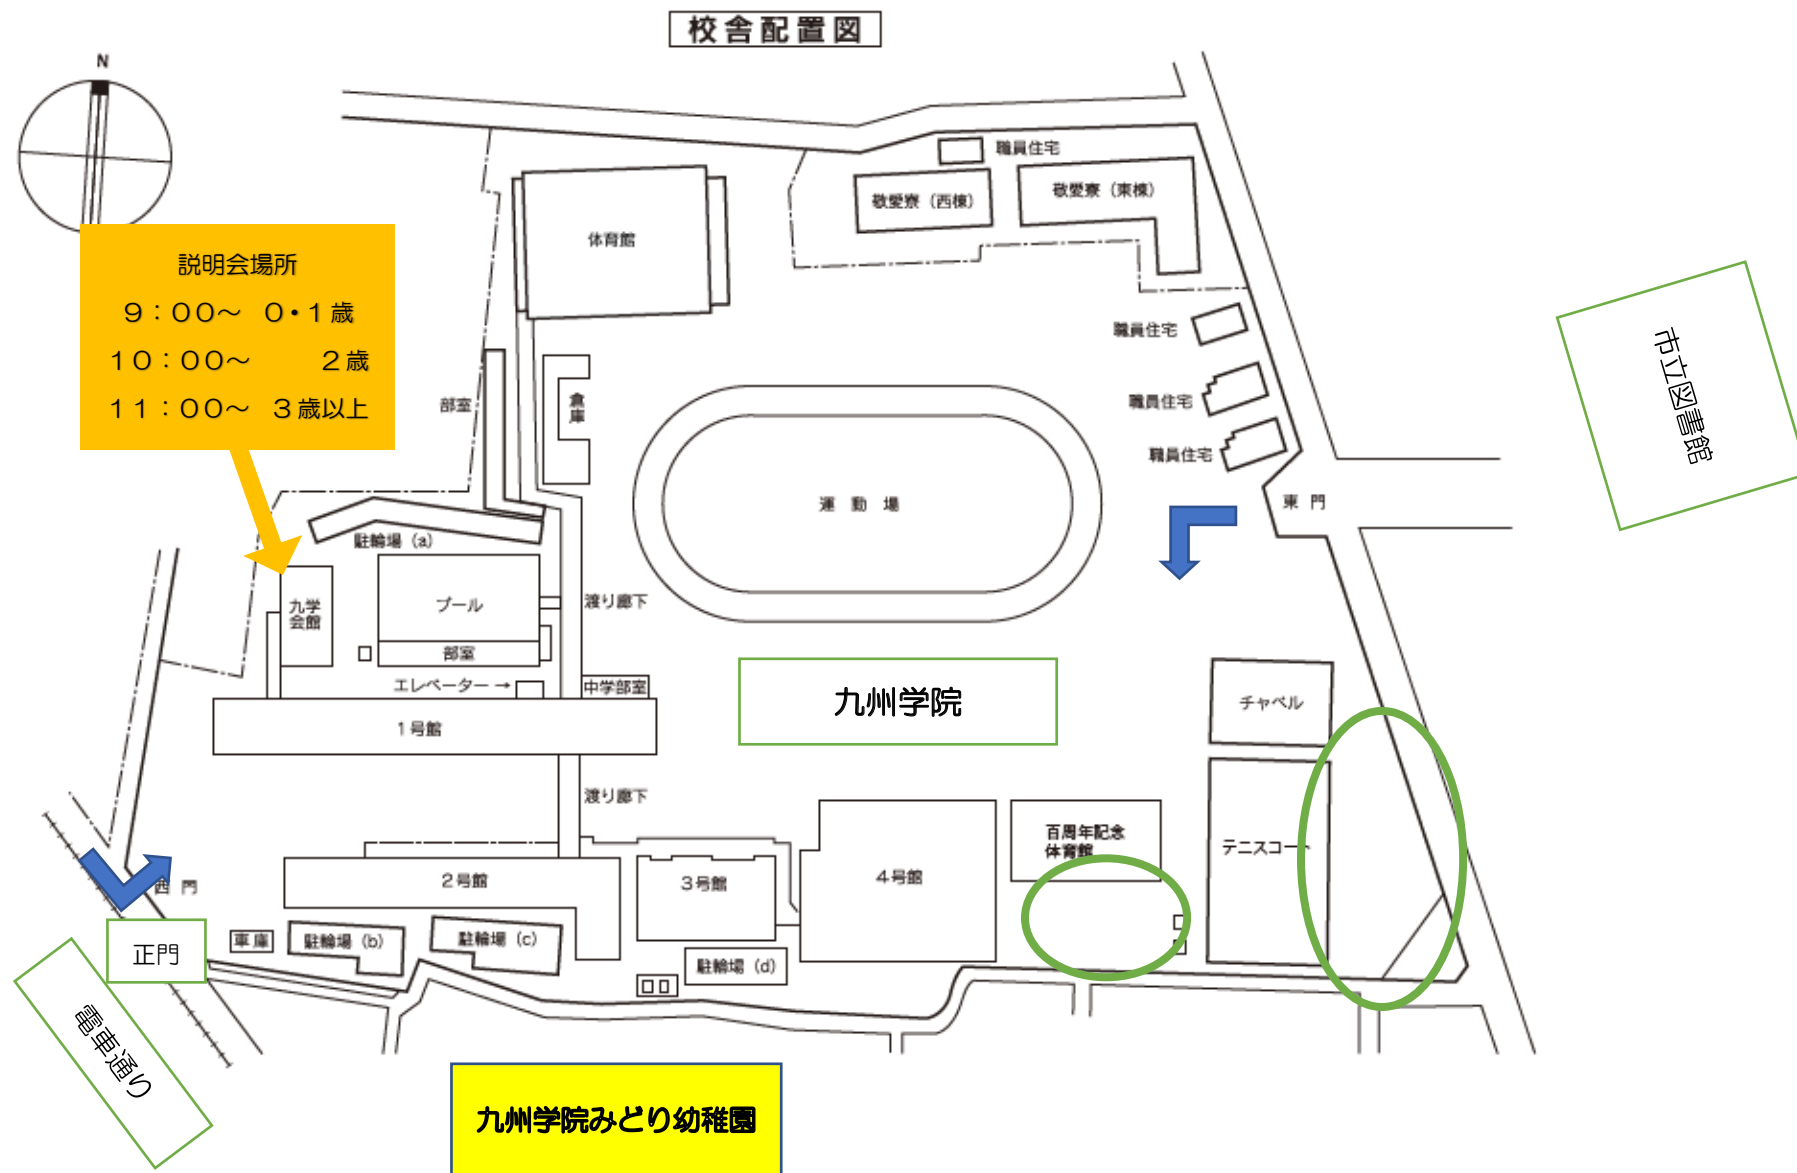 校舎配置図
N
職員住宅
敬愛寮（西棟）
敬愛寮（東棟）
体育館
説明会場所
９：００～　０・１歳
１０：００～　　２歳
１１：００～　３歳以上
職員住宅
市立図書館
職員住宅
部室
倉庫
職員住宅
運 動 場
東 門
駐輪場（a）
九学
会館
プール
渡り廊下
部室
エレベーター→
中学部室
九州学院
チャペル
１号館
渡り廊下
百周年記念
体育館
テニスコート
２号館
３号館
４号館
西 門
正門
車庫
駐輪場（b）
駐輪場（c）
駐輪場（d）
電車通り
九州学院みどり幼稚園